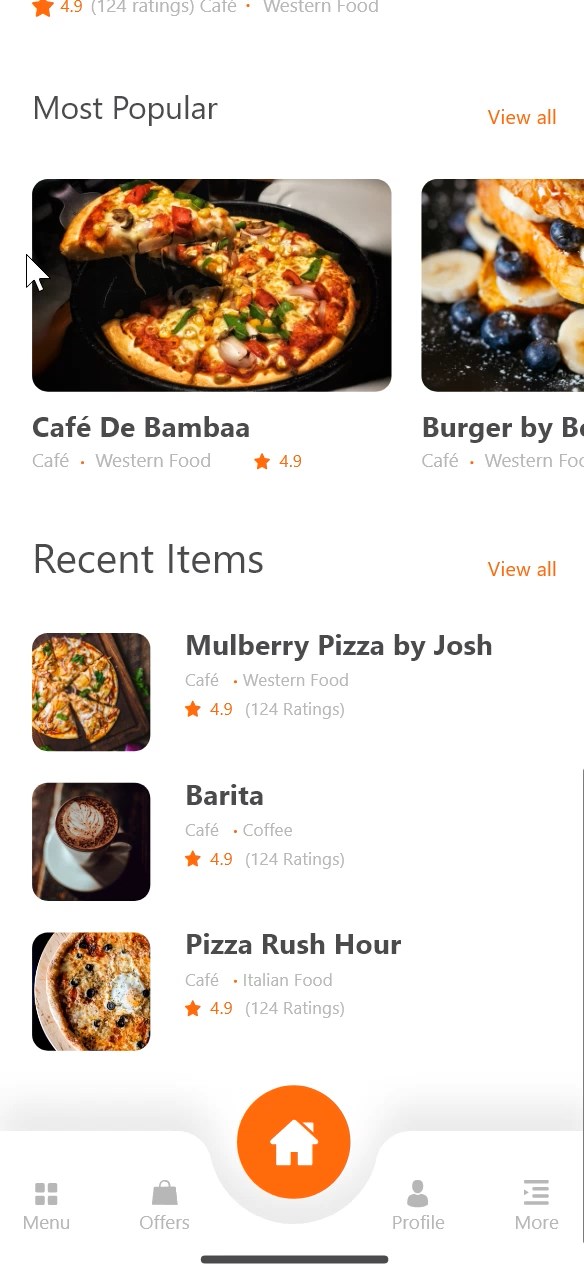 4.9 (124 ratings) Café • Western Food
Most Popular
View all
Café De Bambaa
Café • Western Food 4.9
Burger by Be
Café • Western Foo
Recent Items
View all
Mulberry Pizza by Josh
Café • Western Food
4.9 (124 Ratings)
Barita
Café • Coffee
4.9 (124 Ratings)
Pizza Rush Hour
Café • Italian Food
4.9 (124 Ratings)
Menu
Offers
Profile
More